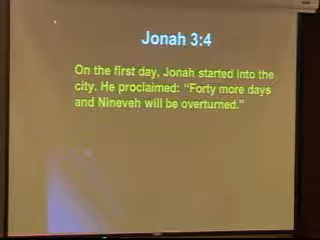 Jonah 3:4
On the first day, Jonah started into the
city. He proclaimed: “Forty more days
and Nineveh will be overturned.”